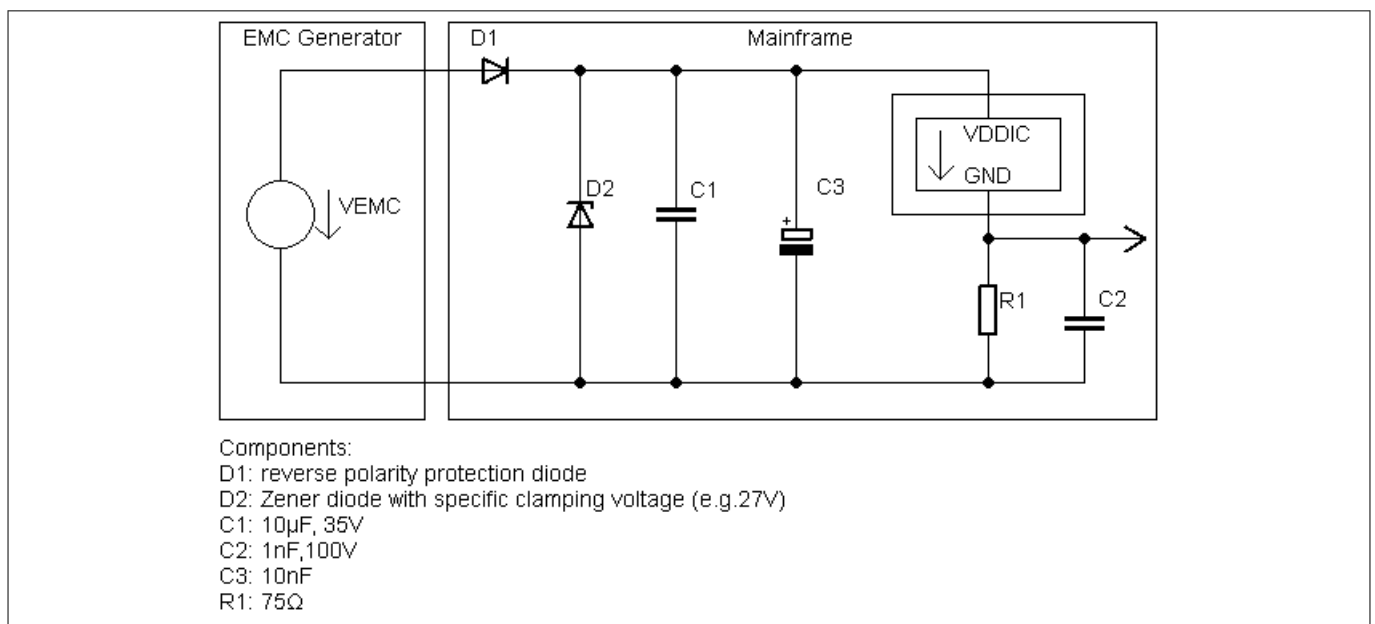 EMC Generator
D1
Mainframe
VDDIC
GND
VEMC
D2
C1
C3
+
R1
C2
Components:
D1: reverse polarity protection diode
D2: Zener diode with specific clamping voltage (e.g.27V)
C1: 10µF, 35V
C2: 1nF,100V
C3: 10nF
R1: 75Ω